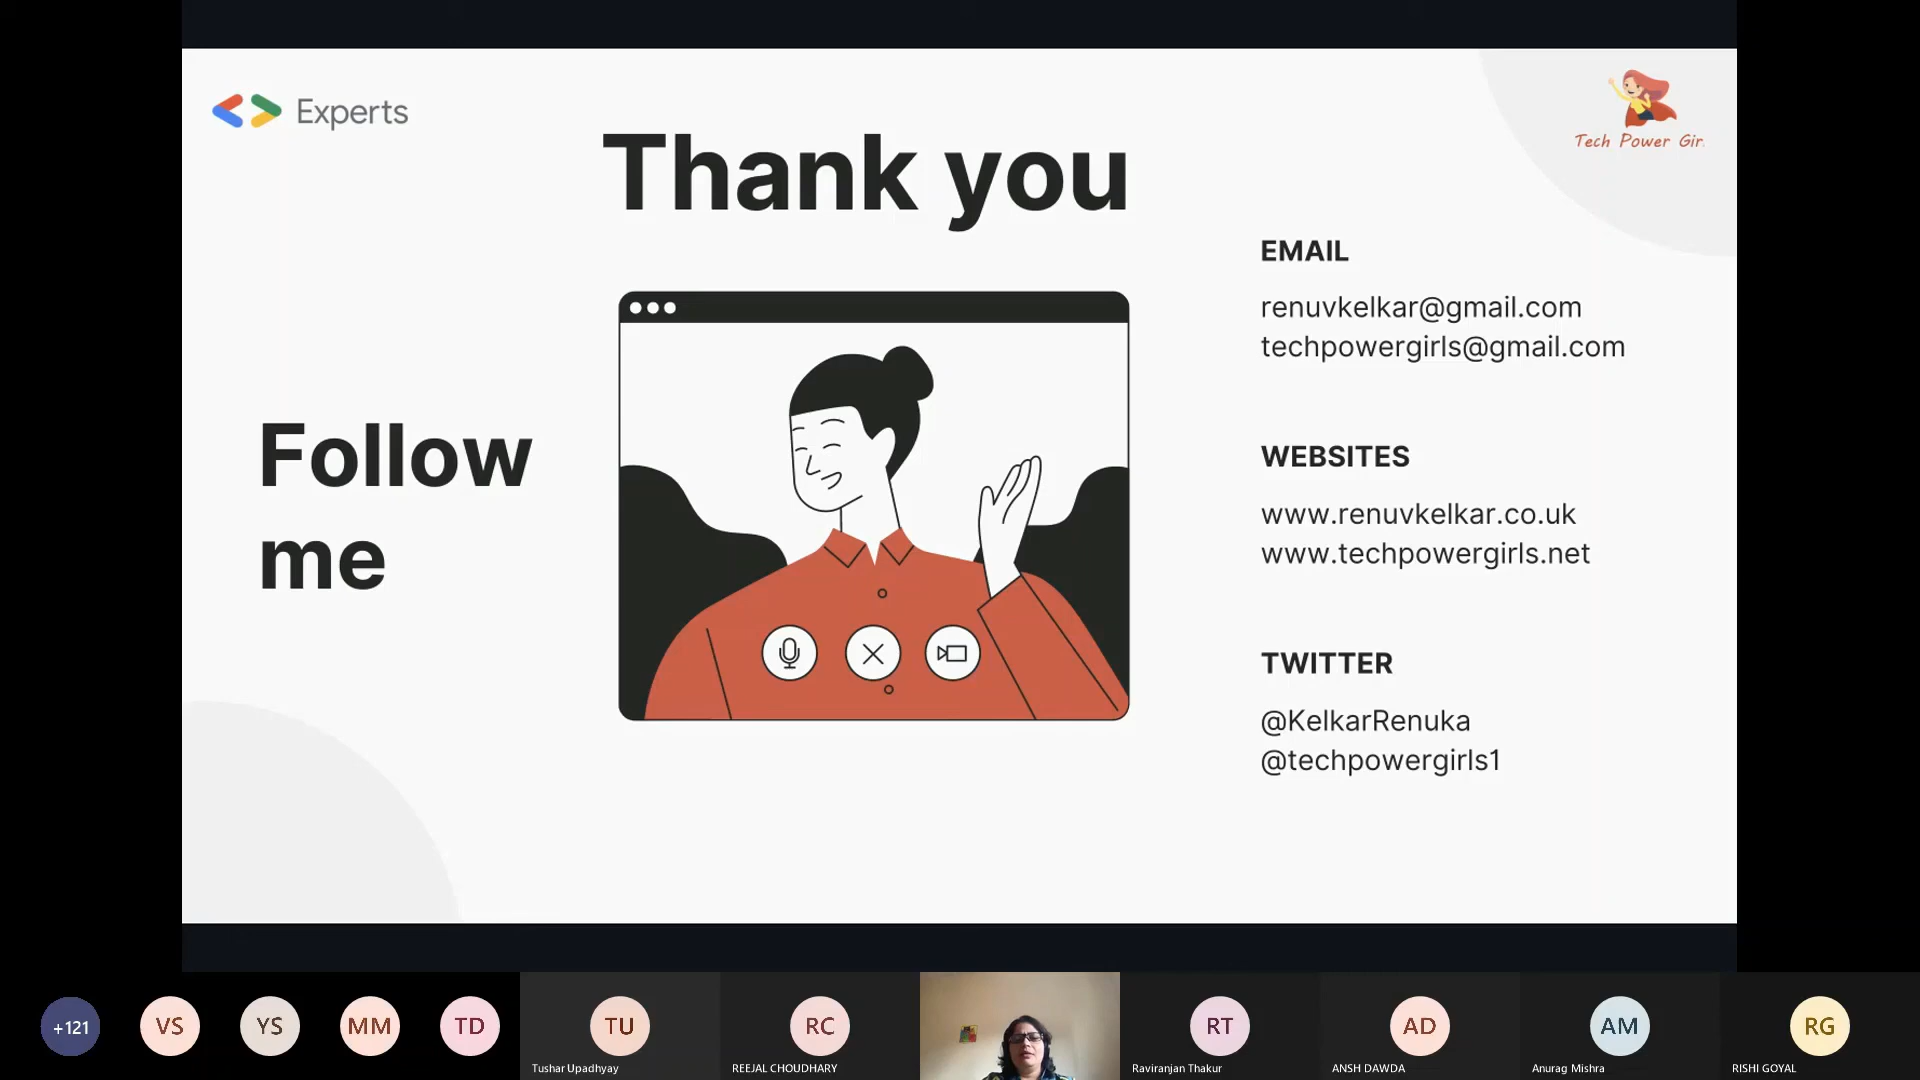 Experts
Tech Power Gir
Thank you
Follow
me
EMAIL
renuvkelkar@gmail.com
techpowergirls@gmail.com
WEBSITES
www.renuvkelkar.co.uk
www.techpowergirls.net
TWITTER
@KelkarRenuka
@techpowergirls1
+121
VS
YS
MM
TD
TU
RC
RT
AD
AM
RG
Tushar Upadhyay
REEJAL CHOUDHARY
Raviranjan Thakur
ANSH DAWDA
Anurag Mishra
RISHI GOYAL